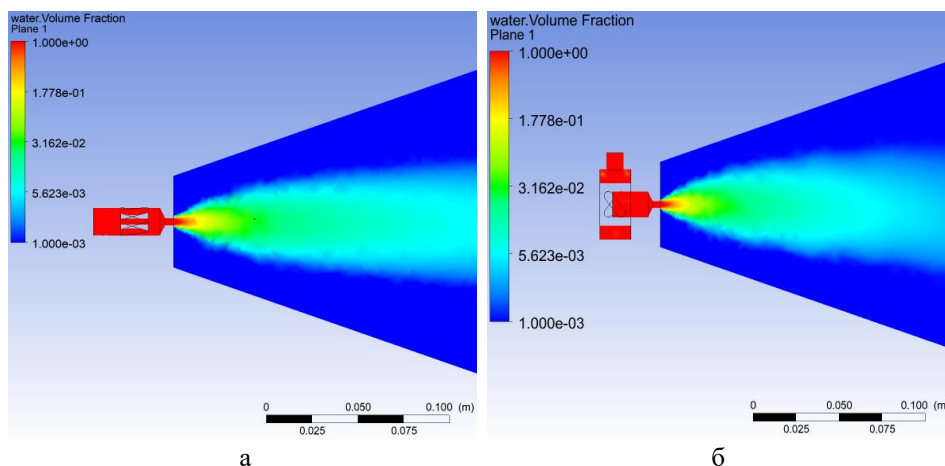 water.Volume Fraction
Plane 1
1.000e+00
1.778e-01
3.162e-02
5.623e-03
1.000e-03
0 0.050 0.100 (m)
0.025 0.075
а
water.Volume Fraction
Plane 1
1.000e+00
1.778e-01
3.162e-02
5.623e-03
1.000e-03
0 0.050 0.100 (m)
0.025 0.075
б